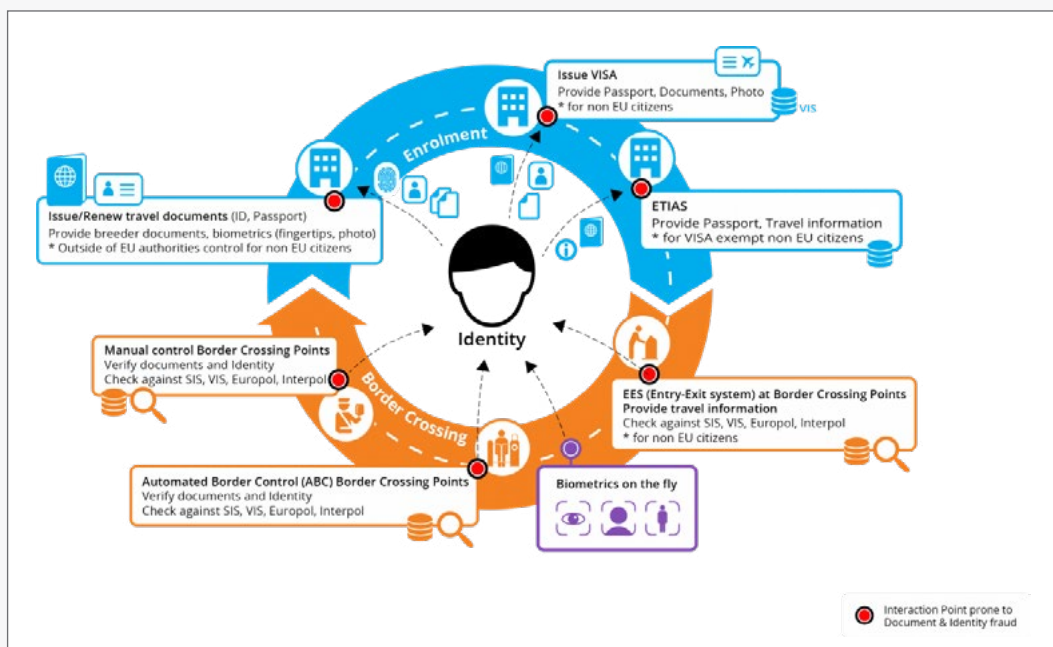 Issue VISA
Provide Passport, Documents, Photo
* for non EU citizens
VIS
Enrolment
Issue/Renew travel documents (ID, Passport)
Provide breeder documents, biometrics (fingertips, photo)
* Outside of EU authorities control for non EU citizens
ETIAS
Provide Passport, Travel information
* for VISA exempt non EU citizens
Identity
Manual control Border Crossing Points
Verify documents and Identity
Check against SIS, VIS, Europol, Interpol
Border Crossing
EES (Entry-Exit system) at Border Crossing Points
Provide travel information
Check against SIS, VIS, Europol, Interpol
* for non EU citizens
Automated Border Control (ABC) Border Crossing Points
Verify documents and Identity
Check against SIS, VIS, Europol, Interpol
Biometrics on the fly
Interaction Point prone to
Document & Identity fraud